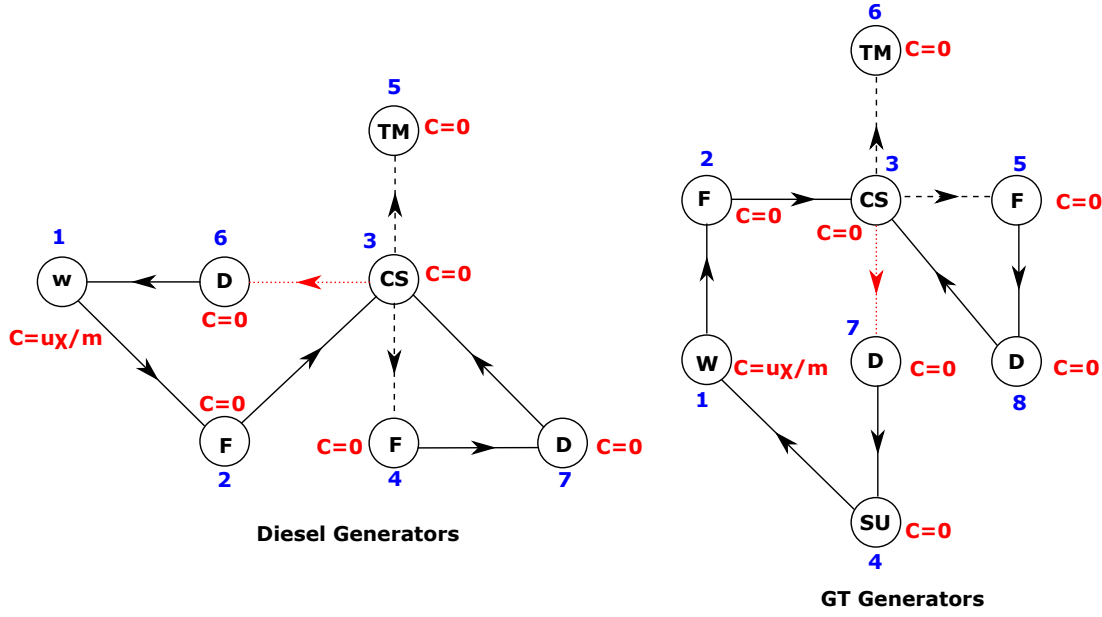 5
TM
C=0
1
6
3
w
D
CS
C=0
C=0
C=uχ/m
C=0
F
C=0
F
D
C=0
2
4
7
Diesel Generators
6
TM
C=0
2
3
5
F
CS
F
C=0
C=0
C=0
7
W
C=uχ/m
D
C=0
D
C=0
1
8
SU
C=0
4
GT Generators